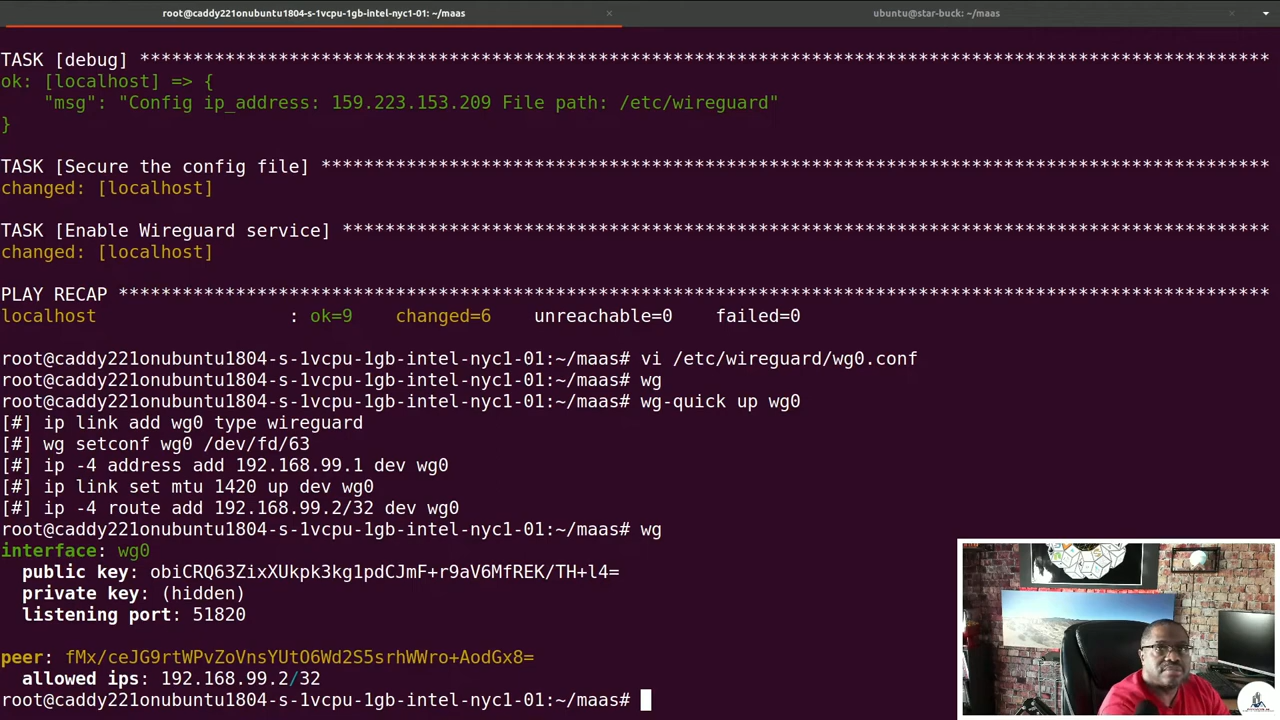 root@caddy221onubuntu1804-s-1vcpu-1gb-intel-nyc1-01: ~/maas × ubuntu@star-buck: ~/maas ×
TASK [debug] **********************************************************************************************************
ok: [localhost] => {
"msg": "Config ip_address: 159.223.153.209 File path: /etc/wireguard"
}
TASK [Secure the config file] *****************************************************************************************
changed: [localhost]
TASK [Enable Wireguard service] ***************************************************************************************
changed: [localhost]
PLAY RECAP ************************************************************************************************************
localhost : ok=9 changed=6 unreachable=0 failed=0
root@caddy221onubuntu1804-s-1vcpu-1gb-intel-nyc1-01:~/maas# vi /etc/wireguard/wg0.conf
root@caddy221onubuntu1804-s-1vcpu-1gb-intel-nyc1-01:~/maas# wg
root@caddy221onubuntu1804-s-1vcpu-1gb-intel-nyc1-01:~/maas# wg-quick up wg0
[#] ip link add wg0 type wireguard
[#] wg setconf wg0 /dev/fd/63
[#] ip -4 address add 192.168.99.1 dev wg0
[#] ip link set mtu 1420 up dev wg0
[#] ip -4 route add 192.168.99.2/32 dev wg0
root@caddy221onubuntu1804-s-1vcpu-1gb-intel-nyc1-01:~/maas# wg
interface: wg0
public key: obiCRQ63ZixXUkpk3kg1pdCJmF+r9aV6MfREK/TH+l4=
private key: (hidden)
listening port: 51820
peer: fMx/ceJG9rtWPvZoVnsYUtO6Wd2S5srhWWro+AodGx8=
allowed ips: 192.168.99.2/32
root@caddy221onubuntu1804-s-1vcpu-1gb-intel-nyc1-01:~/maas#